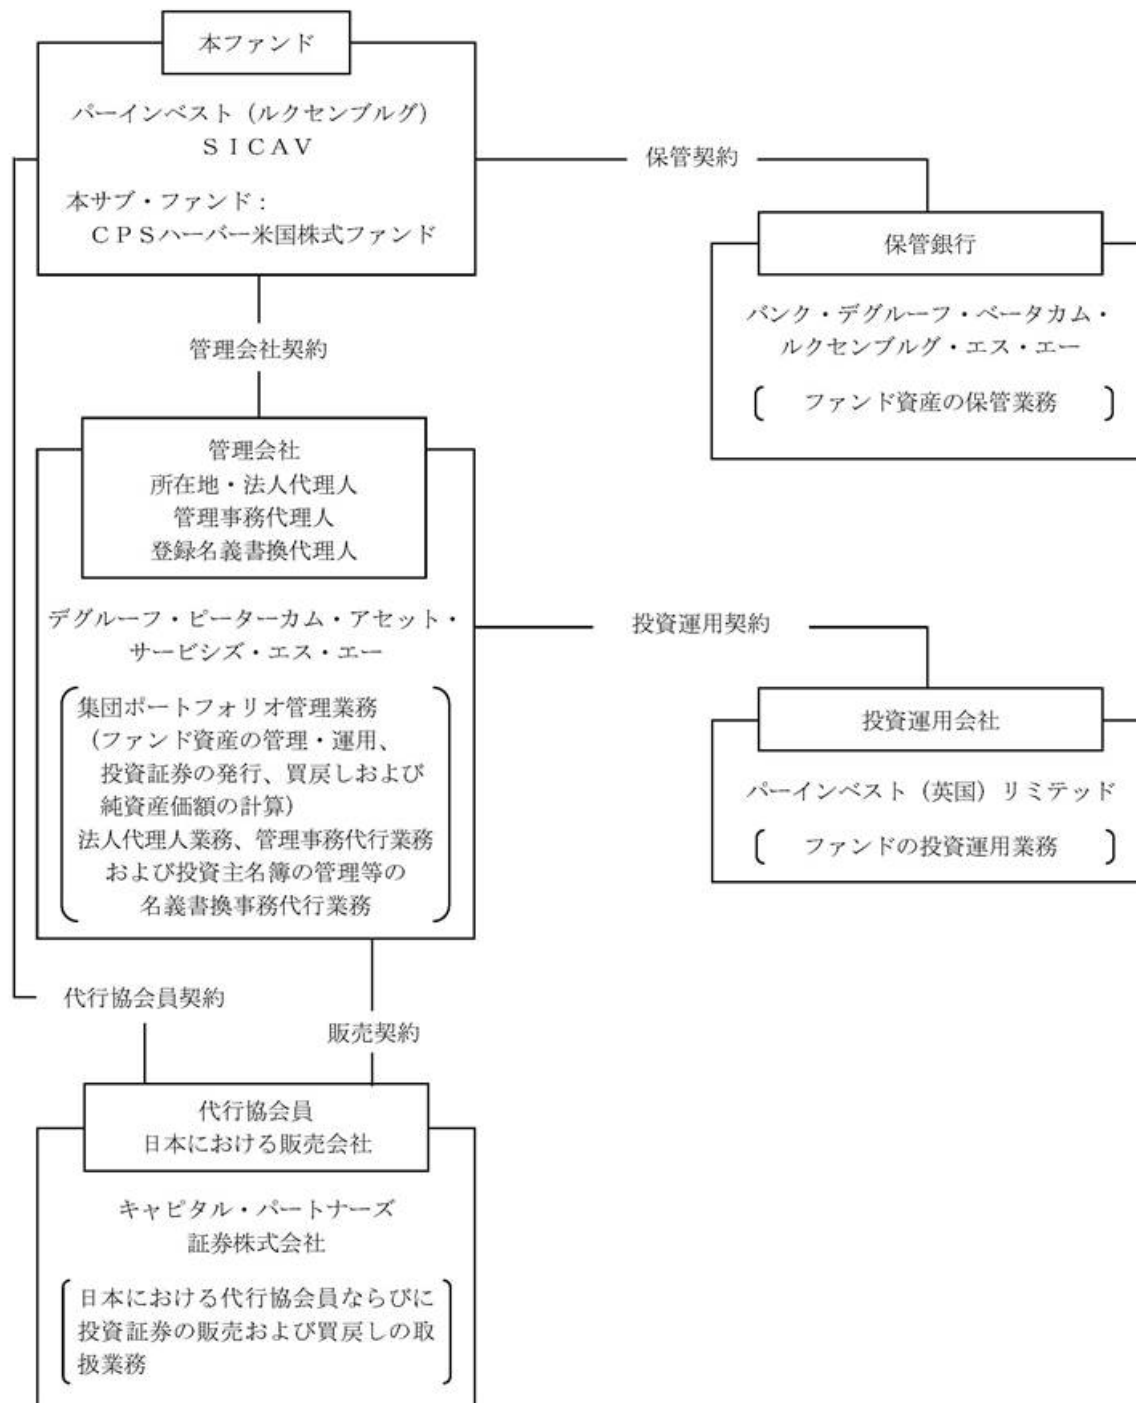 本ファンド
パーインベスト（ルクセンブルグ）
ＳＩＣＡＶ
本サブ・ファンド：
ＣＰＳハーバー米国株式ファンド
保管契約
保管銀行
バンク・デグルーフ・ベータカム・
ルクセンブルグ・エス・エー
ファンド資産の保管業務
管理会社契約
管理会社
所在地・法人代理人
管理事務代理人
登録名義書換代理人
デグルーフ・ピーターカム・アセット・
サービシズ・エス・エー
集団ポートフォリオ管理業務
（ファンド資産の管理・運用、
投資証券の発行、買戻しおよび
純資産価額の計算）
法人代理人業務、管理事務代行業務
および投資主名簿の管理等の
名義書換事務代行業務
投資運用契約
投資運用会社
パーインベスト（英国）リミテッド
ファンドの投資運用業務
代行協会員契約
販売契約
代行協会員
日本における販売会社
キャピタル・パートナーズ
証券株式会社
日本における代行協会員ならびに
投資証券の販売および買戻しの取
扱業務